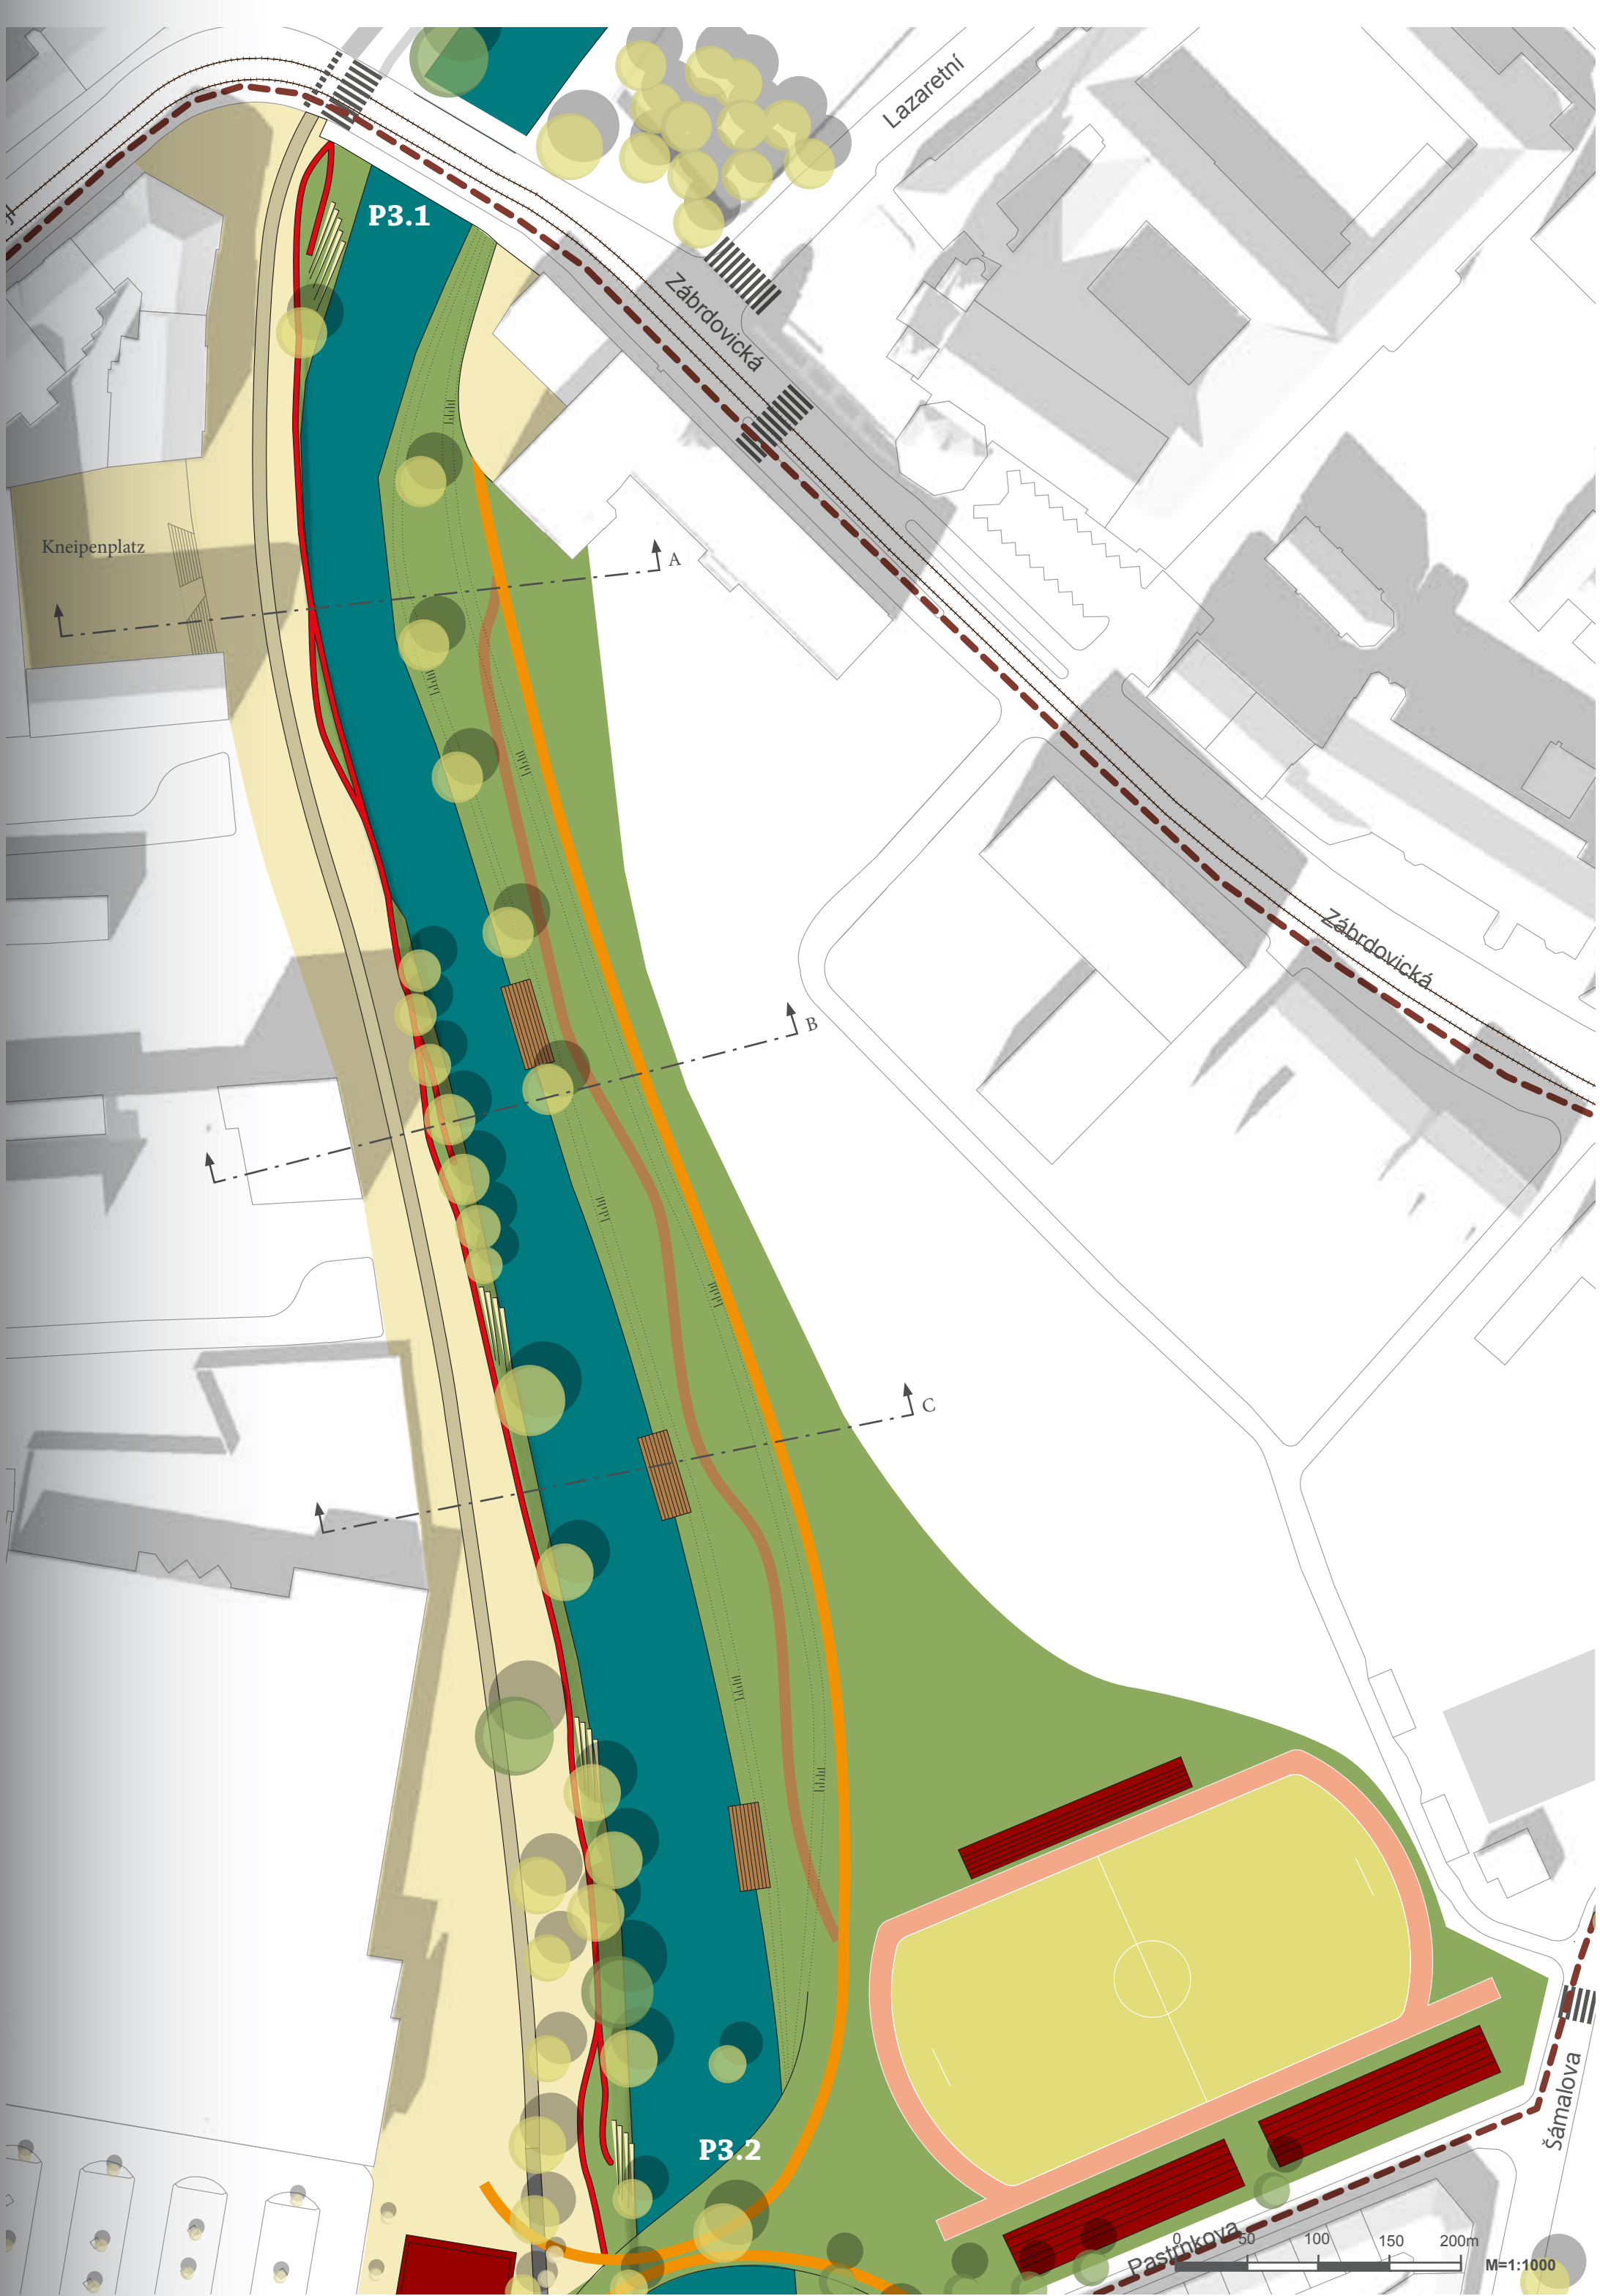 Lazaretní
P3.1
Zábrdovická
Kneipenplatz
A
Zábrdovická
B
C
Šámalova
P3.2
Pastrňkova
0 50 100 150 200m
M=1:1000